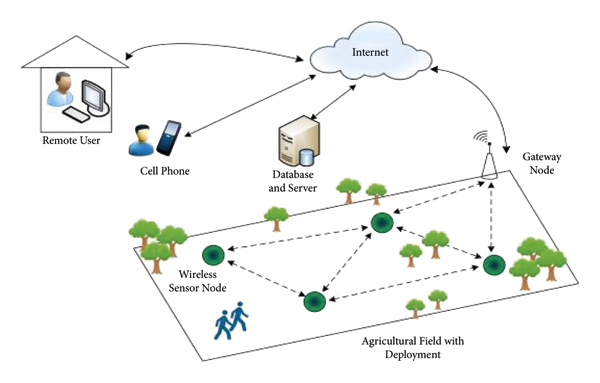 Internet
Remote User
Cell Phone
Database
and Server
Gateway
Node
Wireless
Sensor Node
Agricultural Field with
Deployment